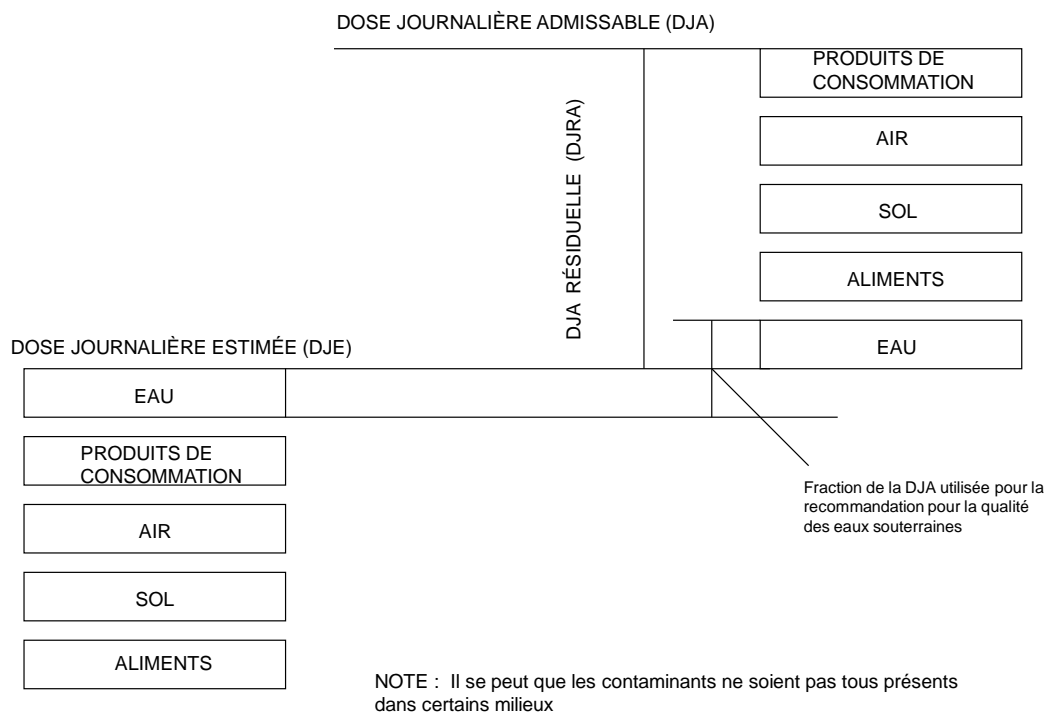 DOSE JOURNALIÈRE ADMISSABLE (DJA)
PRODUITS DE
CONSOMMATION
AIR
SOL
ALIMENTS
EAU
DJA RÉSIDUELLE (DJRA)
DOSE JOURNALIÈRE ESTIMÉE (DJE)
EAU
PRODUITS DE
CONSOMMATION
AIR
SOL
ALIMENTS
Fraction de la DJA utilisée pour la
recommandation pour la qualité
des eaux souterraines
NOTE : Il se peut que les contaminants ne soient pas tous présents
dans certains milieux